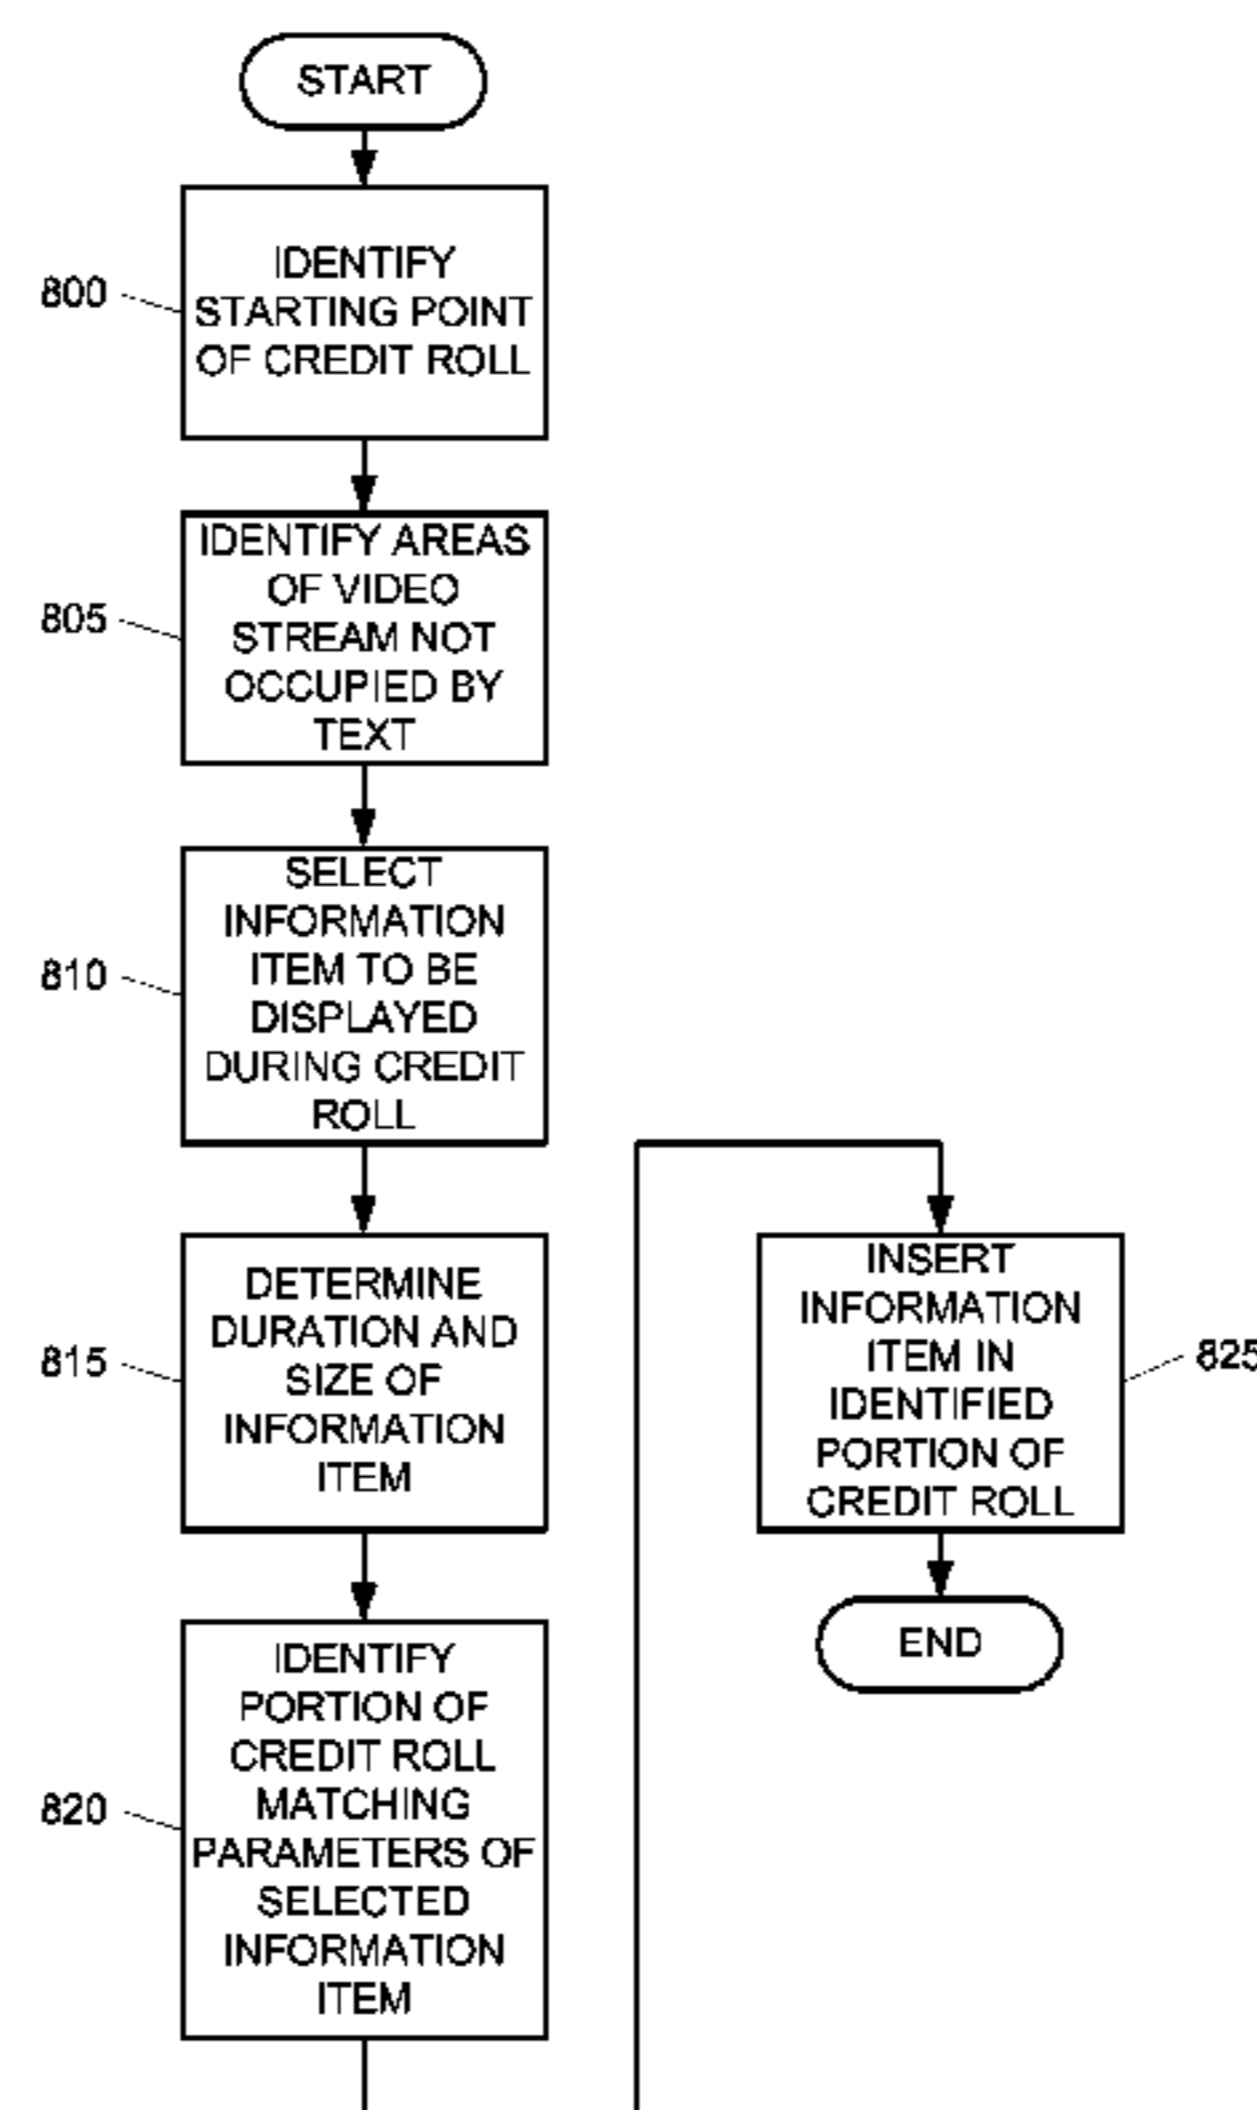 START
800
IDENTIFY
STARTING POINT
OF CREDIT ROLL
805
IDENTIFY AREAS
OF VIDEO
STREAM NOT
OCCUPIED BY
TEXT
810
SELECT
INFORMATION
ITEM TO BE
DISPLAYED
DURING CREDIT
ROLL
815
DETERMINE
DURATION AND
SIZE OF
INFORMATION
ITEM
820
IDENTIFY
PORTION OF
CREDIT ROLL
MATCHING
PARAMETERS OF
SELECTED
INFORMATION
ITEM
INSERT
INFORMATION
ITEM IN
IDENTIFIED
PORTION OF
CREDIT ROLL
825
END